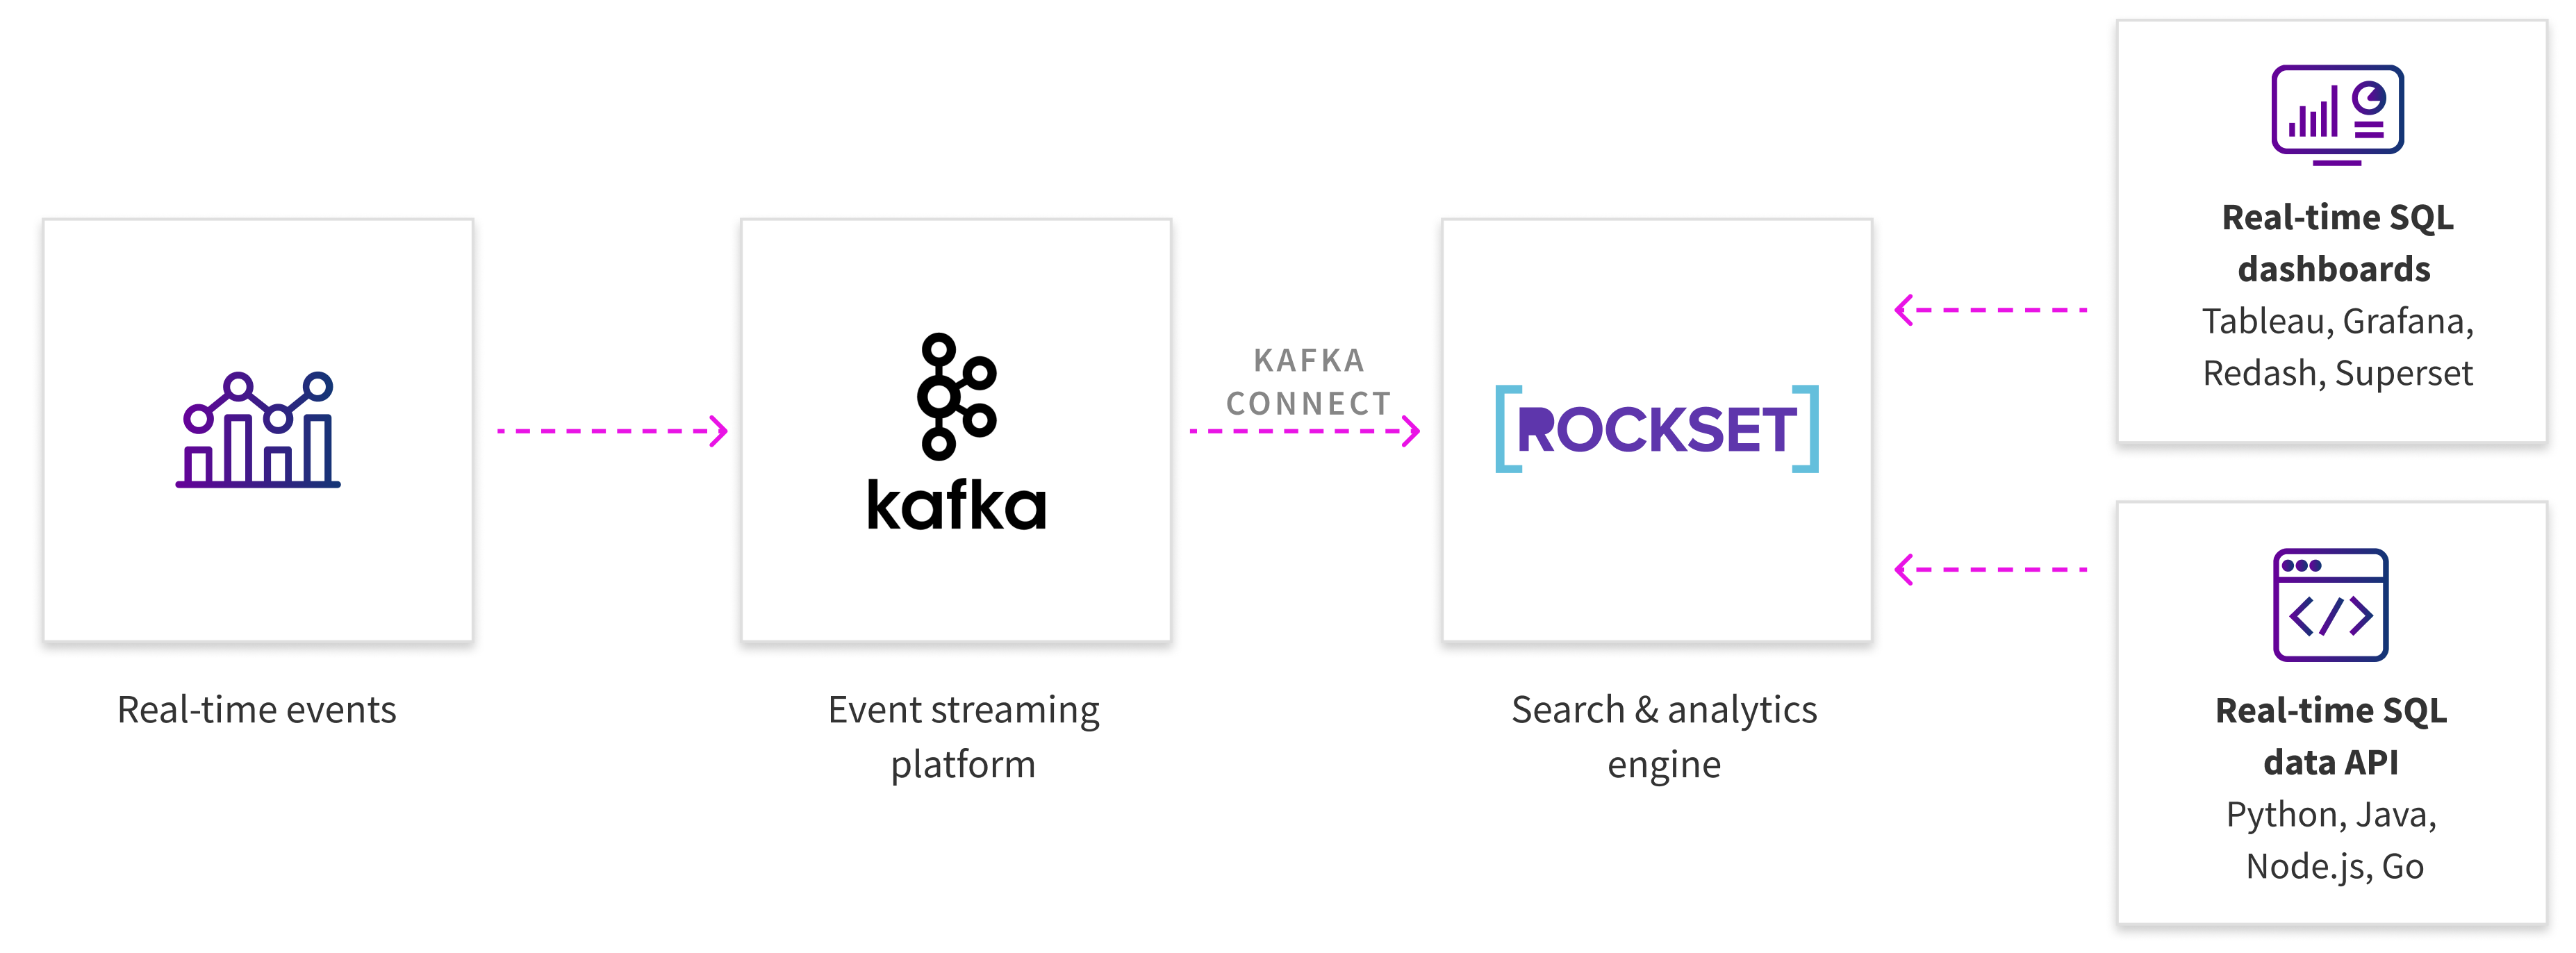 Real-time events
kafka
Event streaming
platform
KAFKA
CONNECT
[ROCKSET]
Search & analytics
engine
Real-time SQL
dashboards
Tableau, Grafana,
Redash, Superset
</>
Real-time SQL
data API
Python, Java,
Node.js, Go